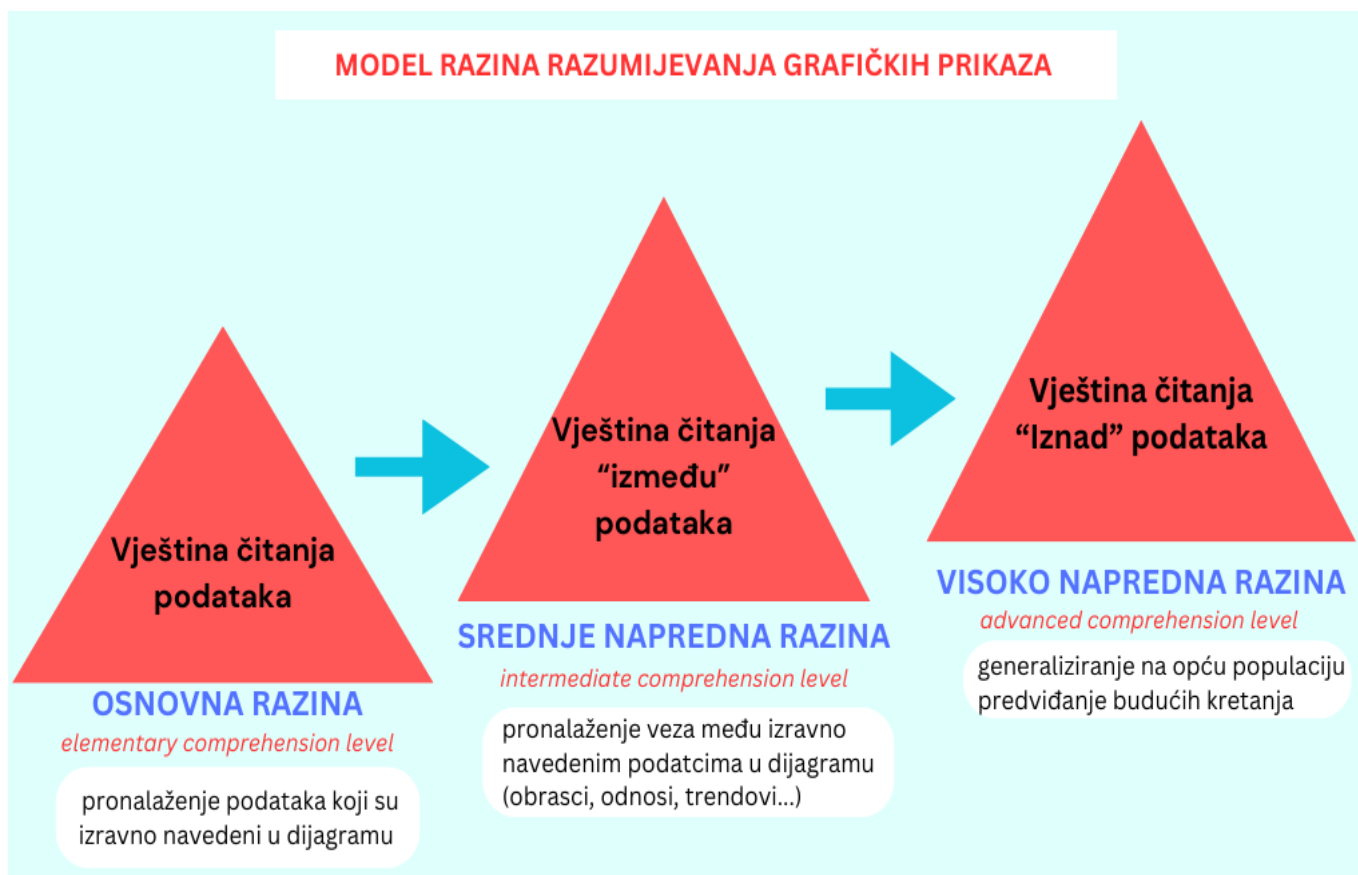 MODEL RAZINA RAZUMIJEVANJA GRAFIČKIH PRIKAZA
Vještina čitanja
podataka
OSNOVNA RAZINA
elementary comprehension level
pronalaženje podataka koji su
izravno navedeni u dijagramu
Vještina čitanja
“između”
podataka
SREDNJE NAPREDNA RAZINA
intermediate comprehension level
pronalaženje veza među izravno
navedenim podatcima u dijagramu
(obrasci, odnosi, trendovi...)
Vještina čitanja
“Iznad” podataka
VISOKO NAPREDNA RAZINA
advanced comprehension level
generaliziranje na opću populaciju
predviđanje budućih kretanja